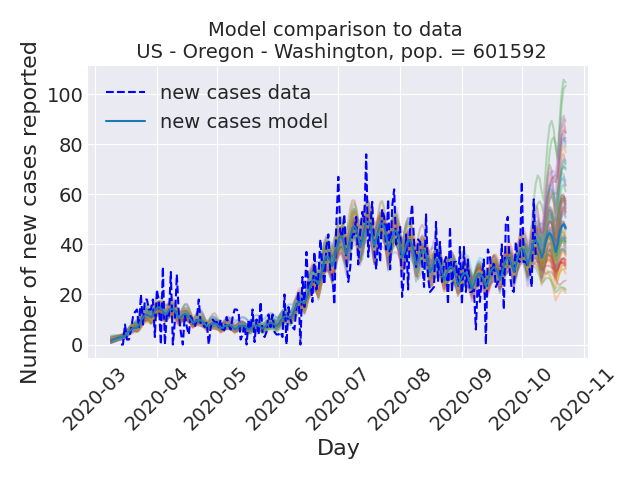 Model comparison to data
US - Oregon - Washington, pop. = 601592
Number of new cases reported
100
80
60
40
20
0
new cases data
new cases model
2020-03
2020-04
2020-05
2020-06
2020-07
2020-08
2020-09
2020-10
2020-11
Day